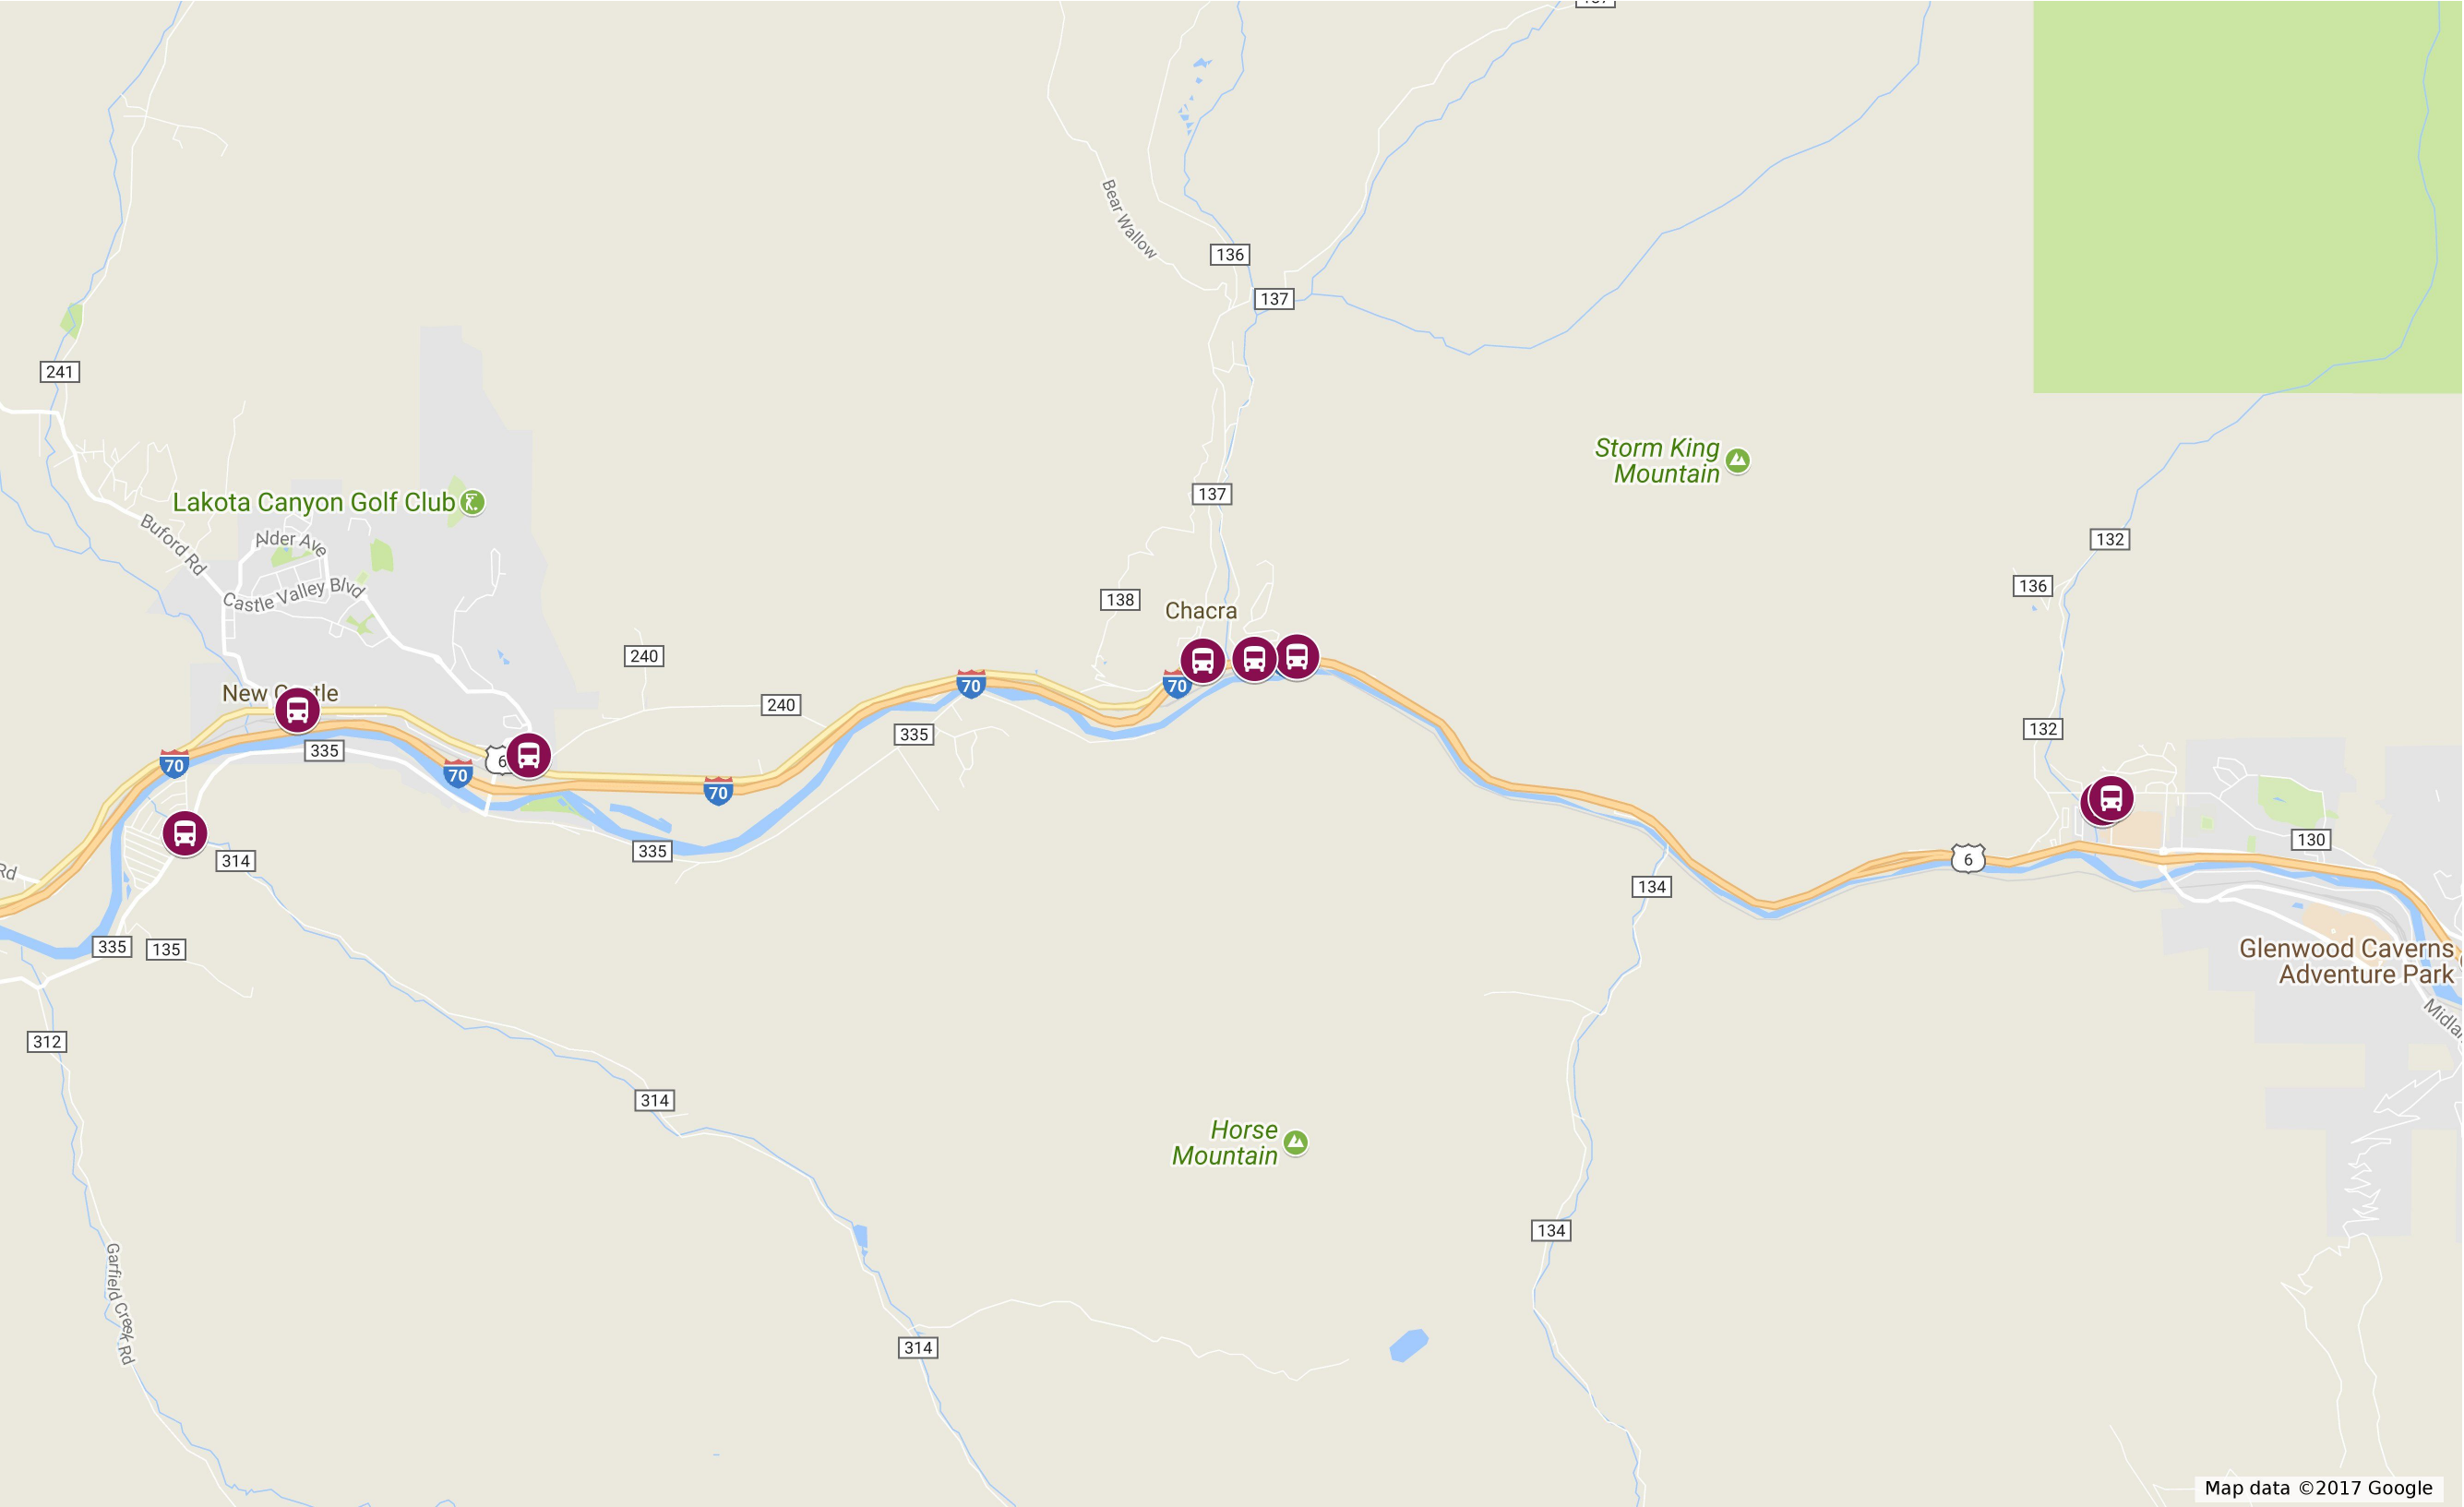 137
136
137
Bear Wallow
241
Storm King
Mountain
137
Lakota Canyon Golf Club
Buford Rd
Alder Ave
Castle Valley Blvd
132
136
138
Chacra
240
240
New
70
70
132
335
335
6
70
70
70
335
314
130
6
134
Rd
335
135
Glenwood Caverns
Adventure Park
312
314
Horse
Mountain
134
Garfield Creek Rd
314
Map data ©2017 Google